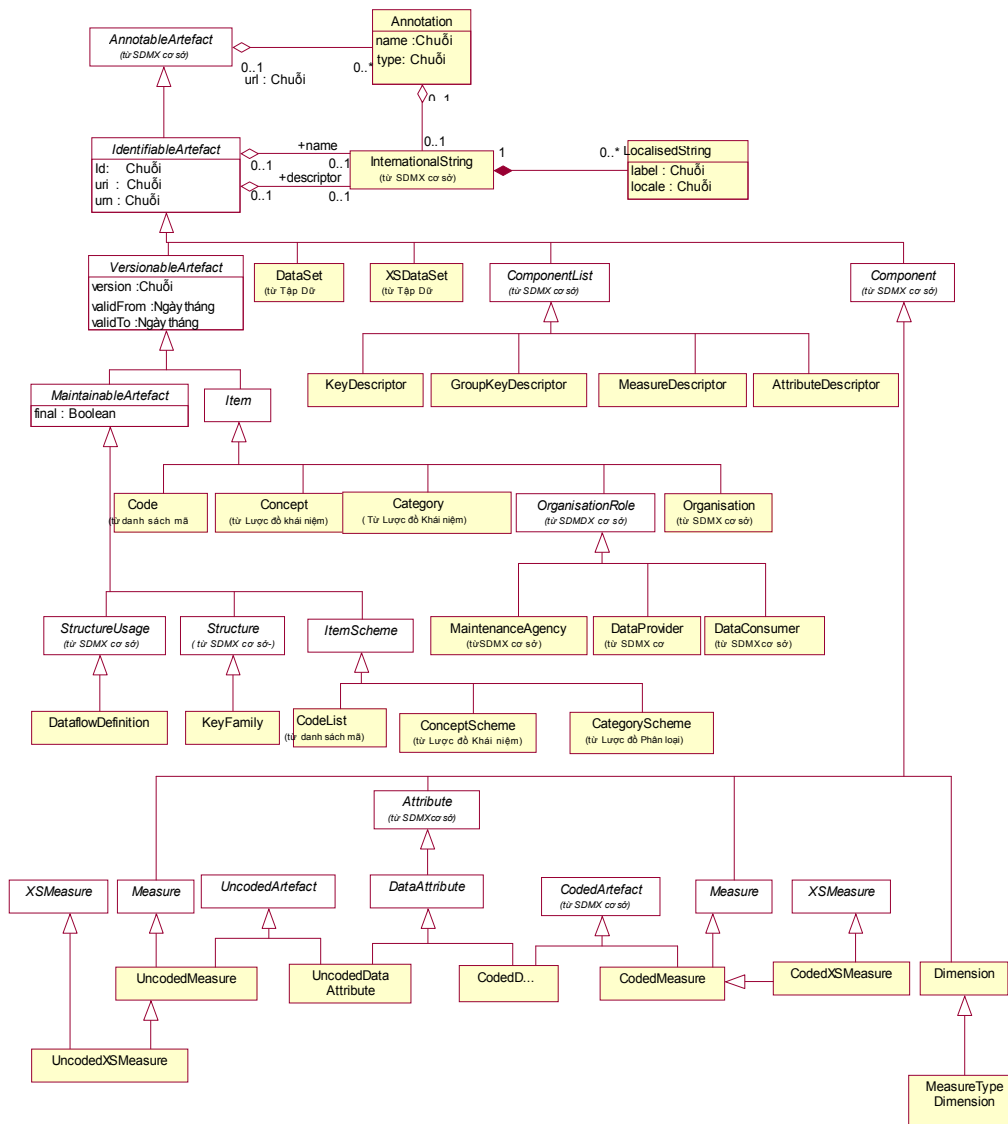 Annotation
name :Chuỗi
type: Chuỗi
AnnotableArtefact
(từ SDMX cơ sở)
0..1
url : Chuỗi
0..*
0..1
0..1
IdentifiableArtefact
Id: Chuỗi
uri : Chuỗi
urn : Chuỗi
+name
0..1
0..1
+descriptor
0..1
0..1
InternationalString
(từ SDMX cơ sở)
1
0..*
LocalisedString
label : Chuỗi
locale : Chuỗi
VersionableArtefact
version :Chuỗi
validFrom :Ngày tháng
validTo :Ngày tháng
DataSet
(từ Tập Dữ
XSDataSet
(từ Tập Dữ
ComponentList
(từ SDMX cơ sở)
Component
(từ SDMX cơ sở)
KeyDescriptor
GroupKeyDescriptor
MeasureDescriptor
AttributeDescriptor
MaintainableArtefact
final : Boolean
Item
Code
(từ danh sách mã
Concept
(từ Lược đồ khái niệm)
Category
( Từ Lược đồ Khái niệm)
OrganisationRole
(từ SDMDX cơ sở)
Organisation
(từ SDMX cơ sở)
MaintenanceAgency
(từSDMX cơ sở)
DataProvider
(từ SDMX cơ
DataConsumer
(từ SDMXcơ sở)
StructureUsage
(từ SDMX cơ sở)
Structure
( từ SDMX cơ sở-)
ItemScheme
DataflowDefinition
KeyFamily
CodeList
(từ danh sách mã)
ConceptScheme
(từ Lược đồ Khái niệm)
CategoryScheme
(từ Lược đồ Phân loại)
Attribute
(từ SDMXcơ sở)
XSMeasure
Measure
UncodedArtefact
DataAttribute
CodedArtefact
(từ SDMX cơ sở)
Measure
XSMeasure
UncodedMeasure
UncodedData
Attribute
CodedD...
CodedMeasure
CodedXSMeasure
Dimension
UncodedXSMeasure
MeasureType
Dimension